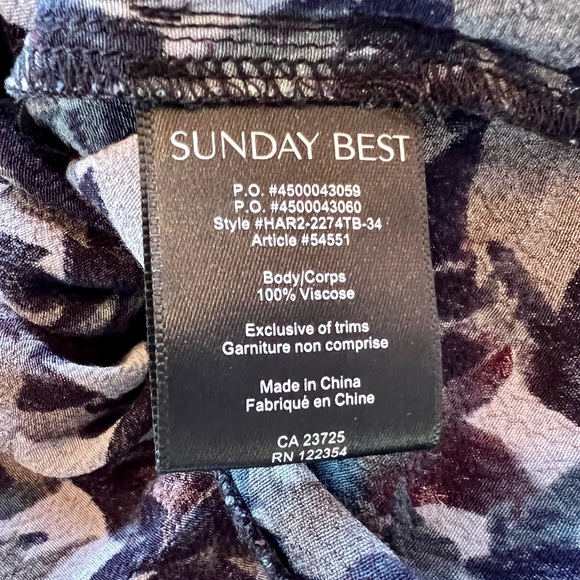 SUNDAY BEST
P.O. #4500043059
P.O. #4500043060
Style #HAR2-2274TB-34
Article #54551
Body/Corps
100% Viscose
Exclusive of trims
Garniture non comprise
Made in China
Fabriqué en Chine
CA 23725
RN 122354